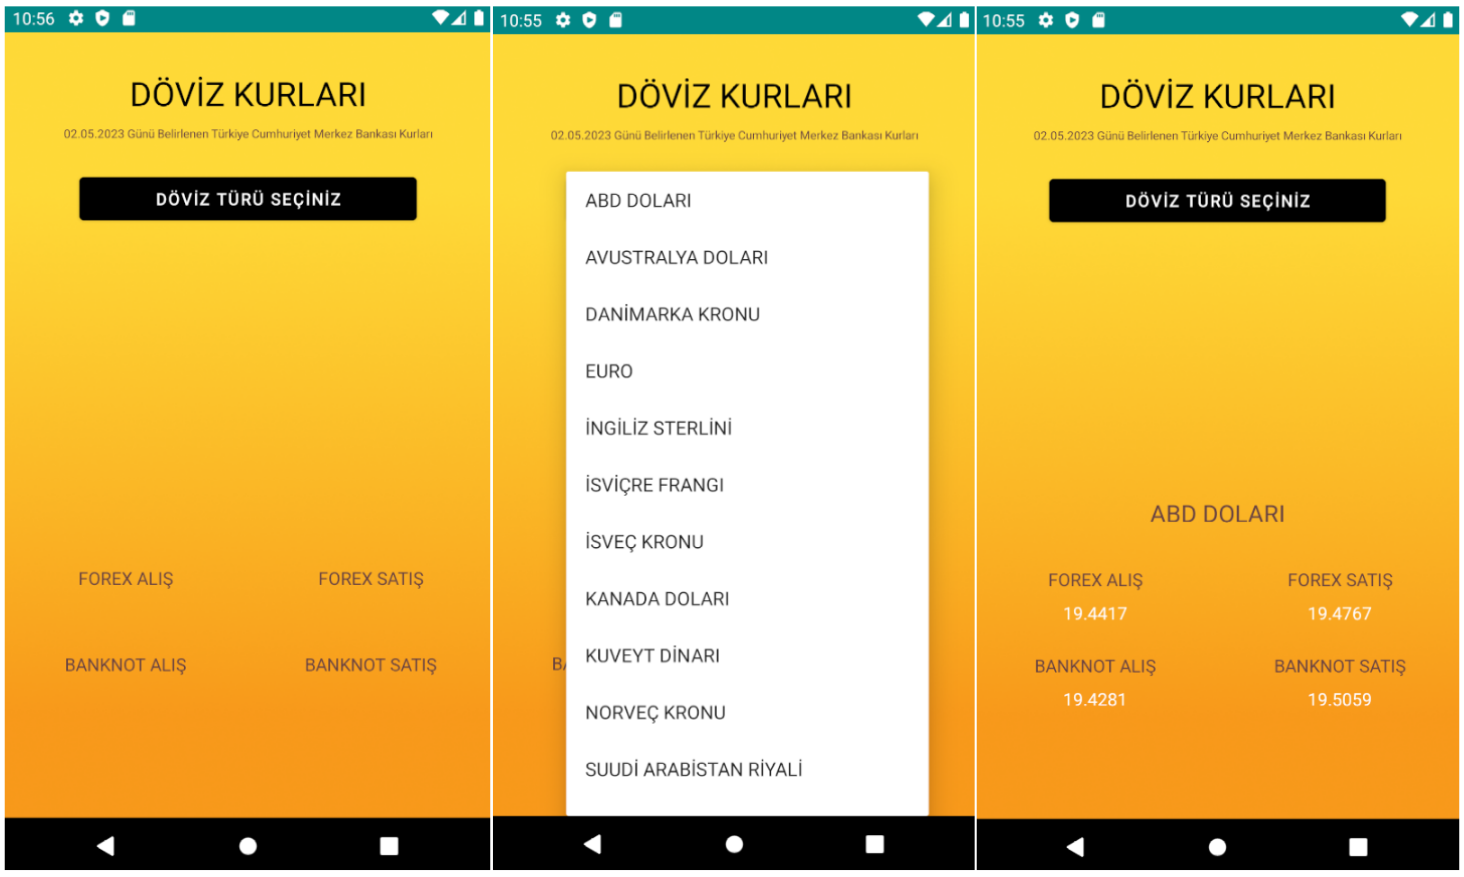 10:56
DÖVİZ KURLARI
02.05.2023 Günü Belirlenen Türkiye Cumhuriyet Merkez Bankası Kurları
DÖVİZ TÜRÜ SEÇİNİZ
FOREX ALIŞ
FOREX SATIŞ
BANKNOT ALIŞ
BANKNOT SATIŞ
10:55
DÖVİZ KURLARI
02.05.2023 Günü Belirlenen Türkiye Cumhuriyet Merkez Bankası Kurları
ABD DOLARI
AVUSTRALYA DOLARI
DANİMARKA KRONU
EURO
İNGİLİZ STERLİNİ
İSVİÇRE FRANGI
İSVEÇ KRONU
KANADA DOLARI
KUVEYT DİNARI
NORVEÇ KRONU
SUUDİ ARABİSTAN RİYALİ
10:55
DÖVİZ KURLARI
02.05.2023 Günü Belirlenen Türkiye Cumhuriyet Merkez Bankası Kurları
DÖVİZ TÜRÜ SEÇİNİZ
ABD DOLARI
FOREX ALIŞ
19.4417
FOREX SATIŞ
19.4767
BANKNOT ALIŞ
19.4281
BANKNOT SATIŞ
19.5059